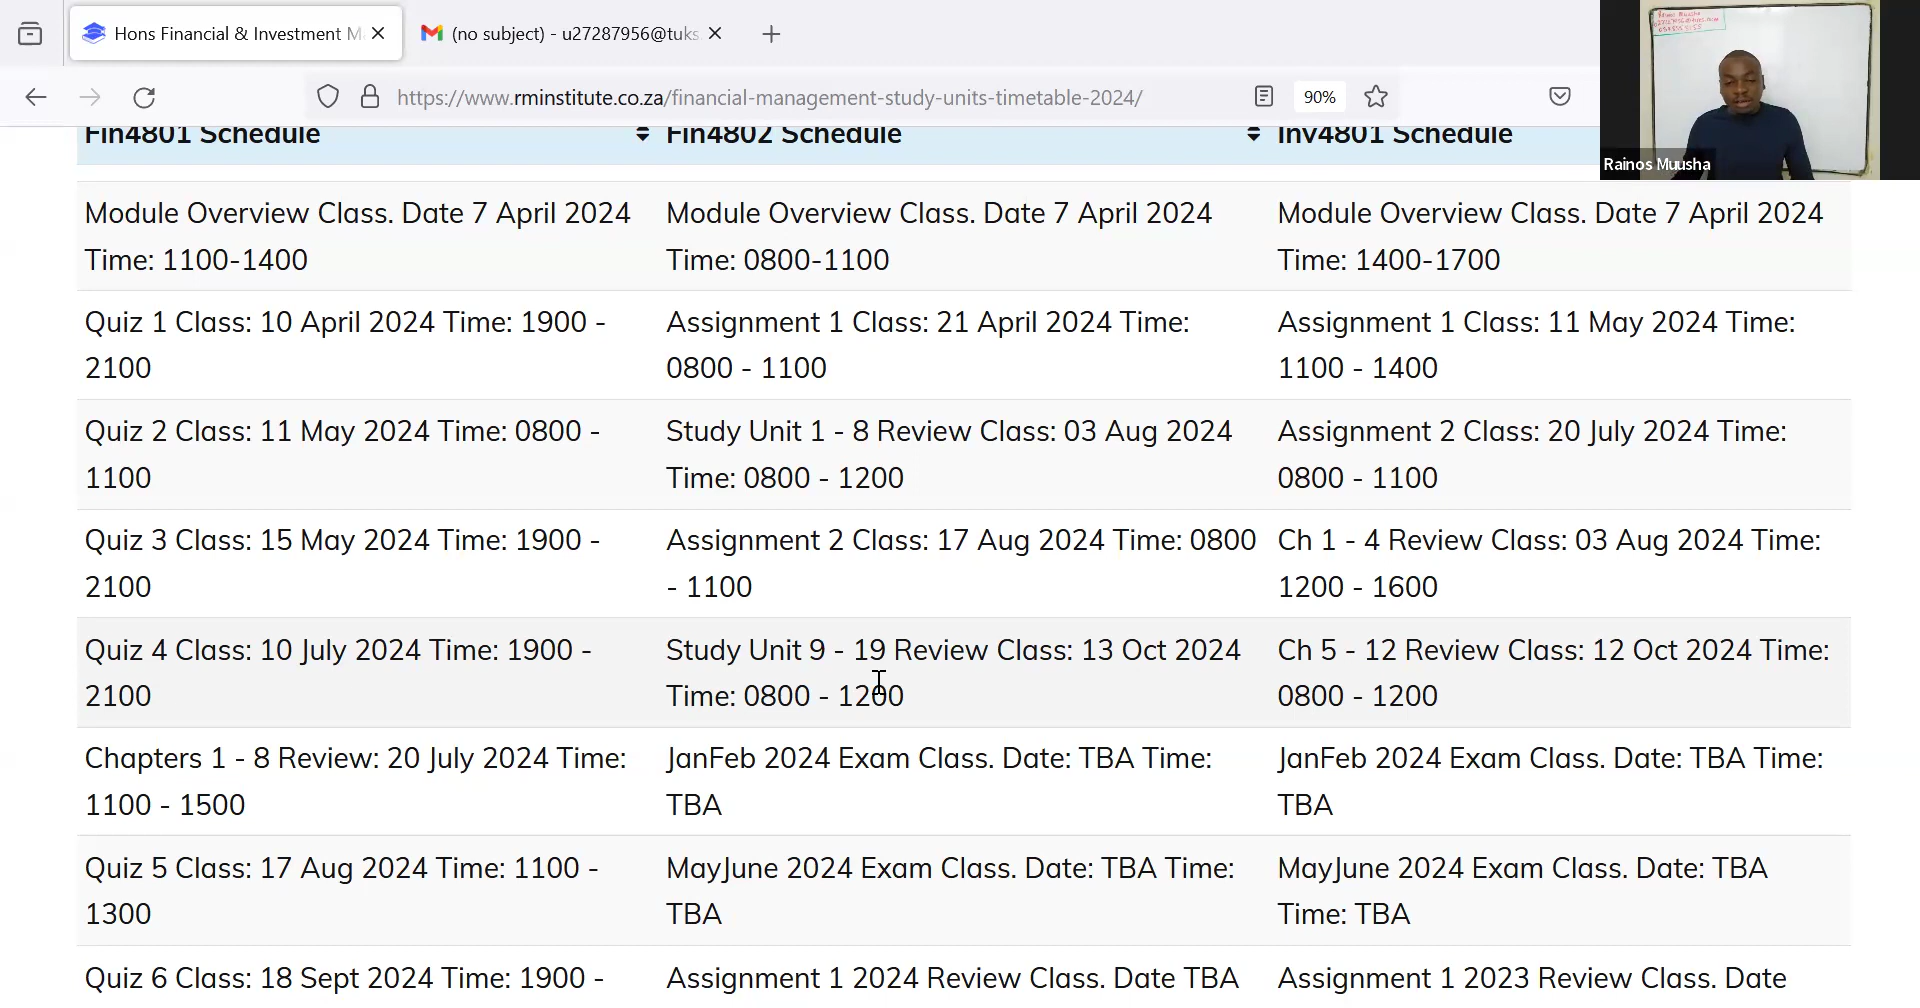 Hons Financial & Investment M
(no subject) - u27287956@tuks.
https://www.rminstitute.co.za/financial-management-study-units-timetable-2024/
90%
Rainos Muusha
Fin4801 Schedule
Fin4802 Schedule
Inv4801 Schedule
Module Overview Class. Date 7 April 2024
Time: 1100-1400
Module Overview Class. Date 7 April 2024
Time: 0800-1100
Module Overview Class. Date 7 April 2024
Time: 1400-1700
Quiz 1 Class: 10 April 2024 Time: 1900 -
2100
Assignment 1 Class: 21 April 2024 Time:
0800 - 1100
Assignment 1 Class: 11 May 2024 Time:
1100 - 1400
Quiz 2 Class: 11 May 2024 Time: 0800 -
1100
Study Unit 1 - 8 Review Class: 03 Aug 2024
Time: 0800 - 1200
Assignment 2 Class: 20 July 2024 Time:
0800 - 1100
Quiz 3 Class: 15 May 2024 Time: 1900 -
2100
Assignment 2 Class: 17 Aug 2024 Time: 0800
- 1100
Ch 1 - 4 Review Class: 03 Aug 2024 Time:
1200 - 1600
Quiz 4 Class: 10 July 2024 Time: 1900 -
2100
Study Unit 9 - 19 Review Class: 13 Oct 2024
Time: 0800 - 1200
Ch 5 - 12 Review Class: 12 Oct 2024 Time:
0800 - 1200
Chapters 1 - 8 Review: 20 July 2024 Time:
1100 - 1500
JanFeb 2024 Exam Class. Date: TBA Time:
TBA
JanFeb 2024 Exam Class. Date: TBA Time:
TBA
Quiz 5 Class: 17 Aug 2024 Time: 1100 -
1300
MayJune 2024 Exam Class. Date: TBA Time:
TBA
MayJune 2024 Exam Class. Date: TBA
Time: TBA
Quiz 6 Class: 18 Sept 2024 Time: 1900 -
Assignment 1 2024 Review Class. Date TBA
Assignment 1 2023 Review Class. Date